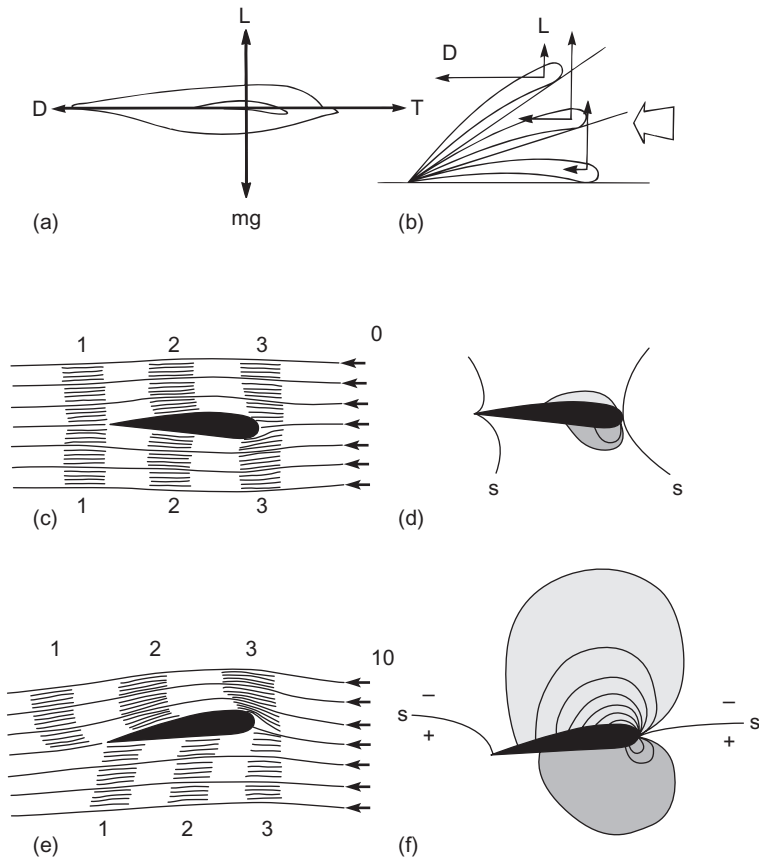 L
D T
mg
(a)
D L
(b)
0
1 2 3
1 2 3
(c)
s s
(d)
10
1 2 3
1 2 3
(e)
– –
s s
+ +
(f)